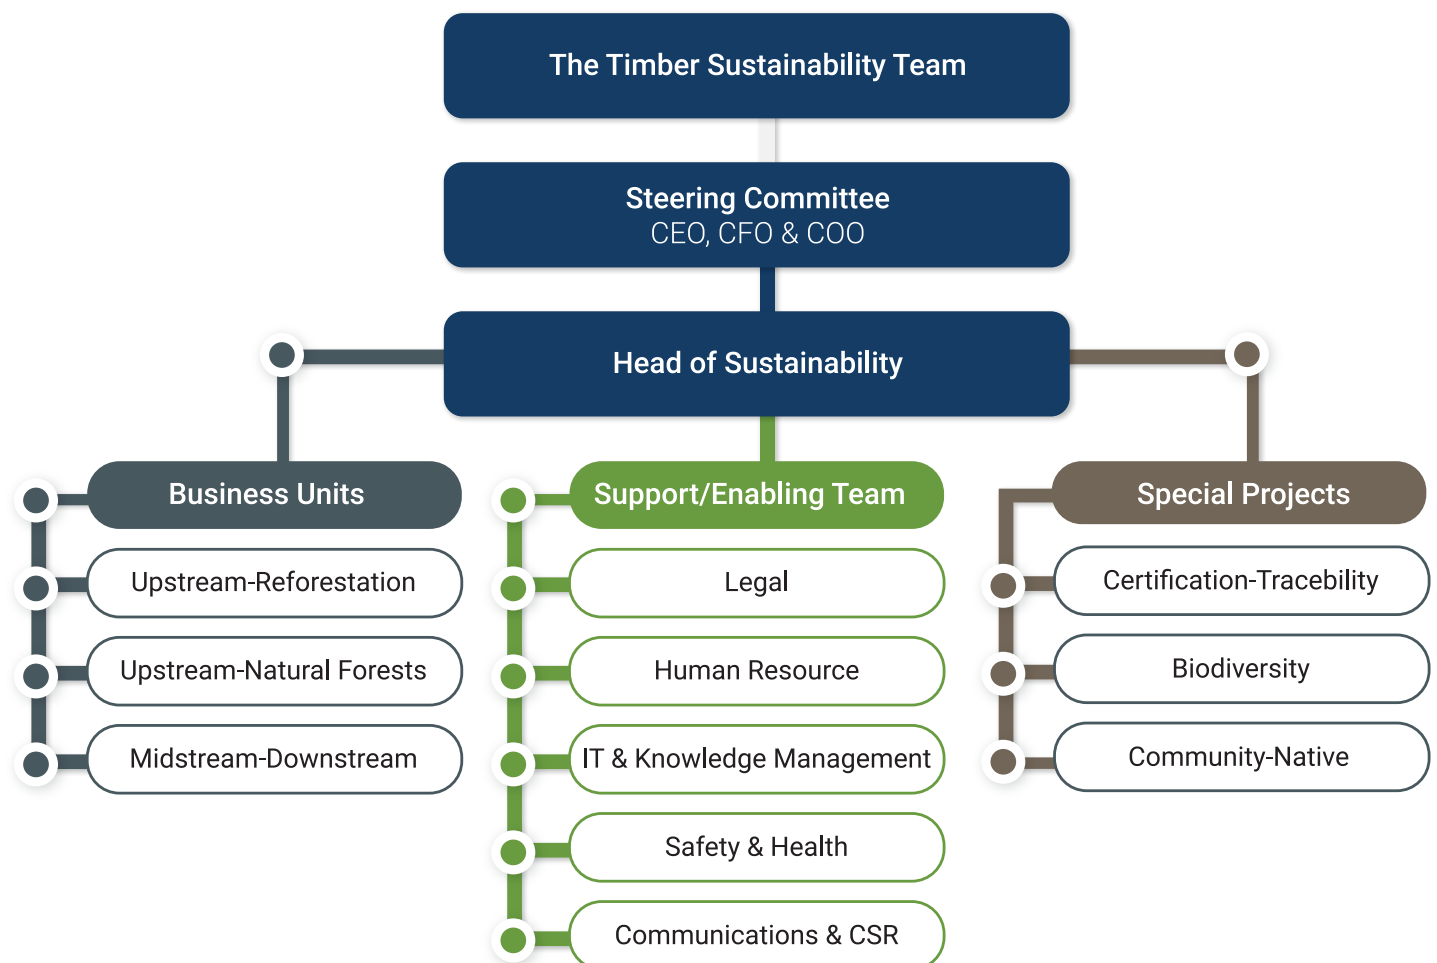 The Timber Sustainability Team
Steering Committee
CEO, CFO & COO
Head of Sustainability
Business Units
Upstream-Reforestation
Upstream-Natural Forests
Midstream-Downstream
Support/Enabling Team
Legal
Human Resource
IT & Knowledge Management
Safety & Health
Communications & CSR
Special Projects
Certification-Tracebility
Biodiversity
Community-Native